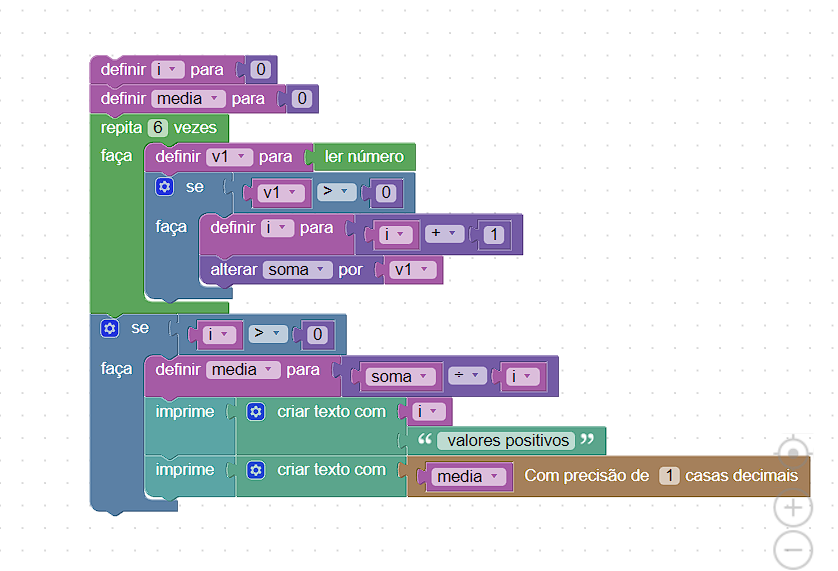 definir i para 0
definir media para 0
repita 6 vezes
faça definir v1 para ler número
se v1 > 0
faça definir i para i + 1
alterar soma por v1
se i > 0
faça definir media para soma ÷ i
imprime criar texto com i
“ valores positivos ”
imprime criar texto com media Com precisão de 1 casas decimais